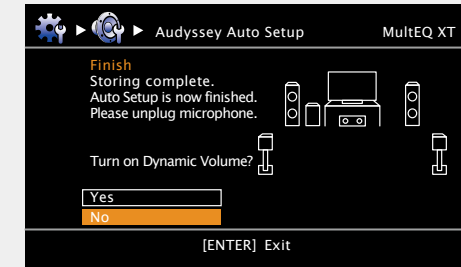 Audyssey Auto Setup MultEQ XT
Finish
Storing complete.
Auto Setup is now finished.
Please unplug microphone.
Turn on Dynamic Volume?
Yes
No
[ENTER] Exit